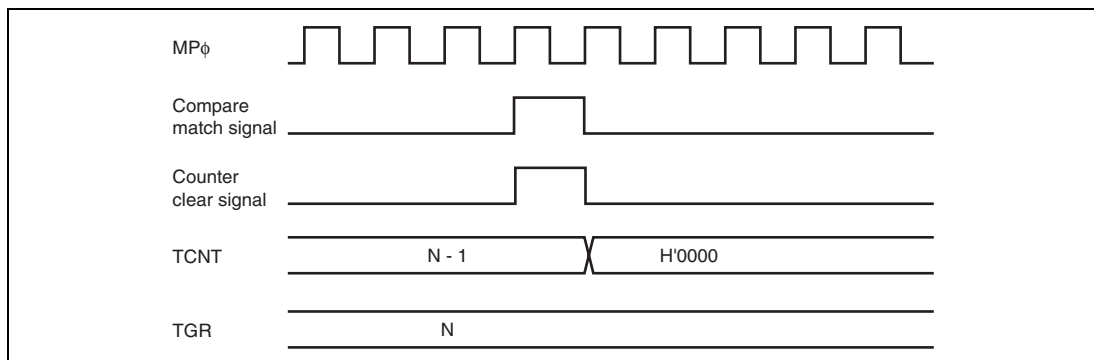 MPϕ
Compare
match signal
Counter
clear signal
TCNT
N - 1
H'0000
TGR
N